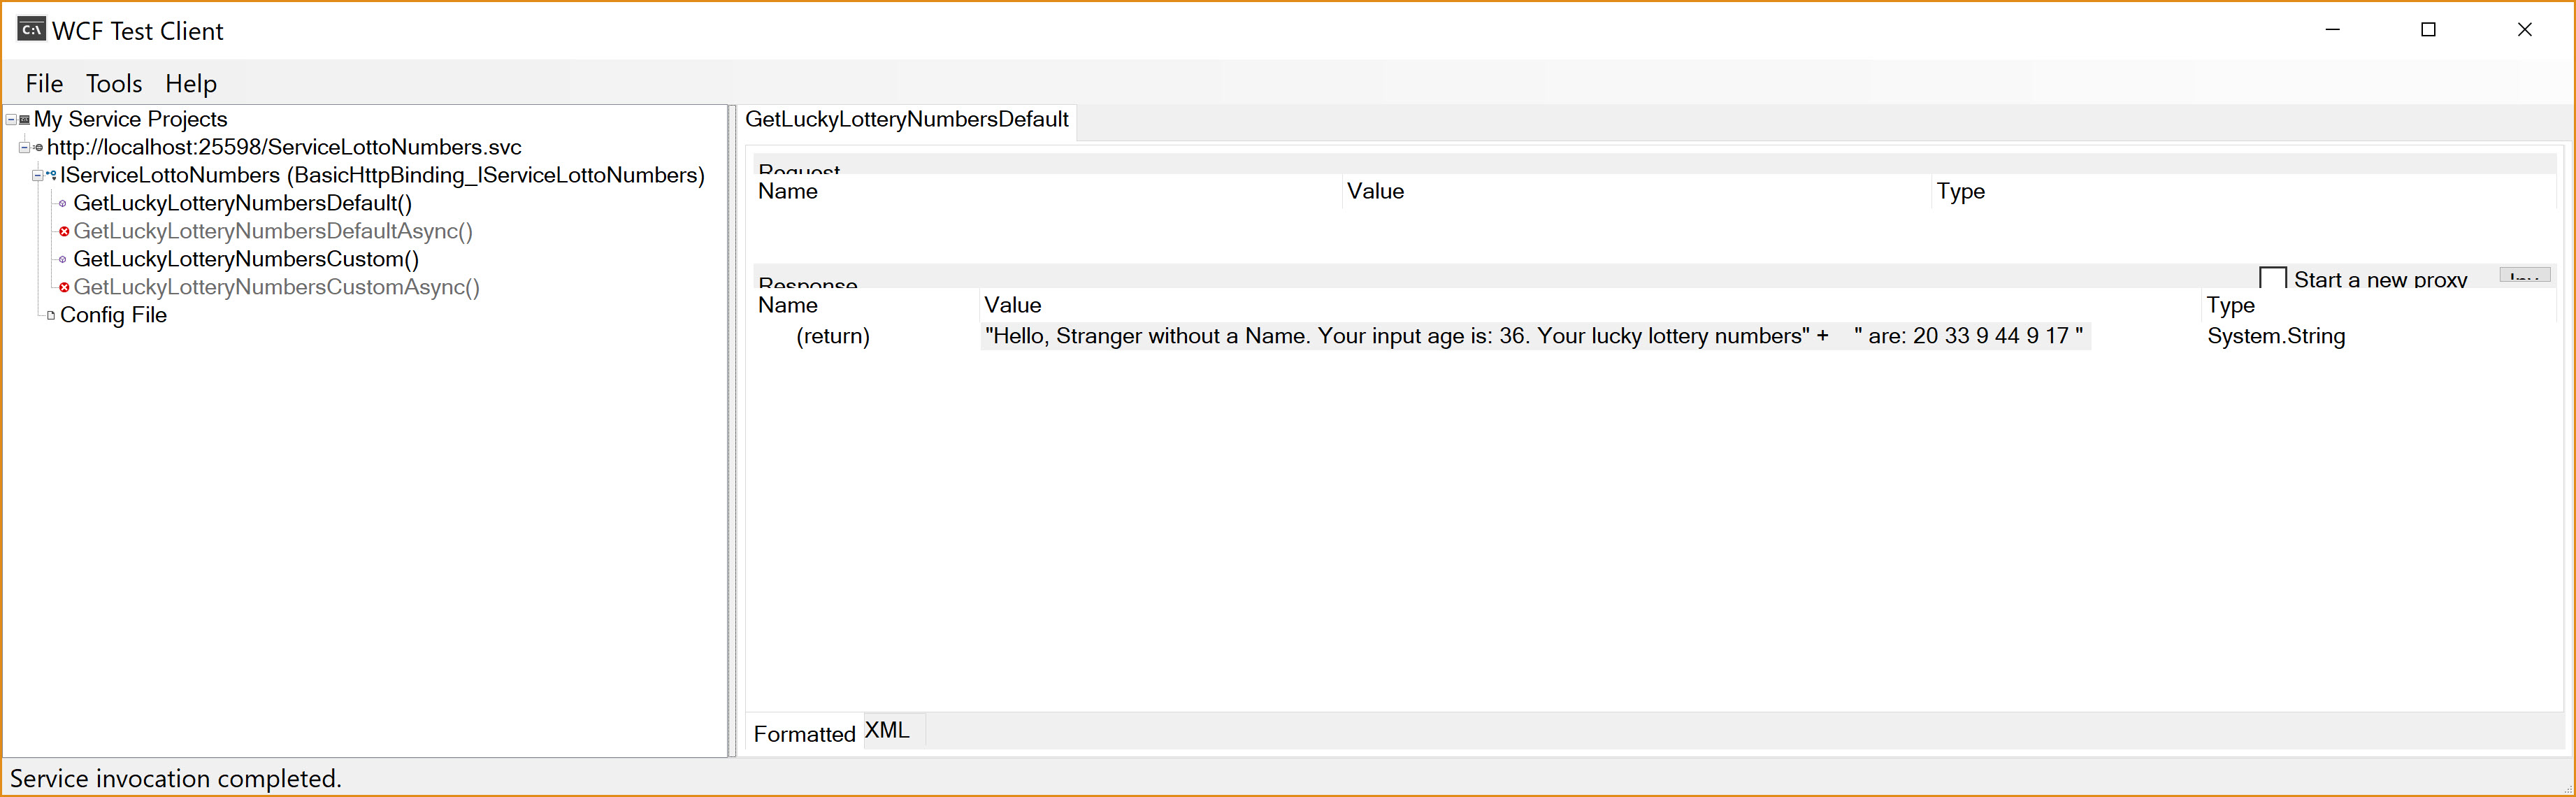 WCF Test Client
File Tools Help
My Service Projects
http://localhost:25598/ServiceLottoNumbers.svc
IServiceLottoNumbers (BasicHttpBinding_IServiceLottoNumbers)
GetLuckyLotteryNumbersDefault()
GetLuckyLotteryNumbersDefaultAsync()
GetLuckyLotteryNumbersCustom()
GetLuckyLotteryNumbersCustomAsync()
Config File
GetLuckyLotteryNumbersDefault
Request
Name Value Type
Response Start a new proxy
Name Value Type
(return) "Hello, Stranger without a Name. Your input age is: 36. Your lucky lottery numbers" + " are: 20 33 9 44 9 17 " System.String
Formatted XML
Service invocation completed.